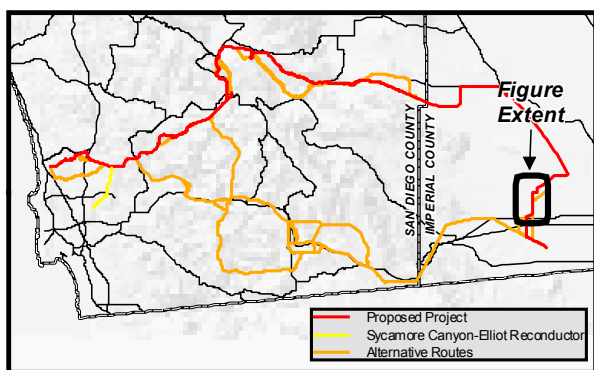 Figure
Extent
SAN DIEGO COUNTY
IMPERIAL COUNTY
Proposed Project
Sycamore Canyon-Elliot Reconductor
Alternative Routes